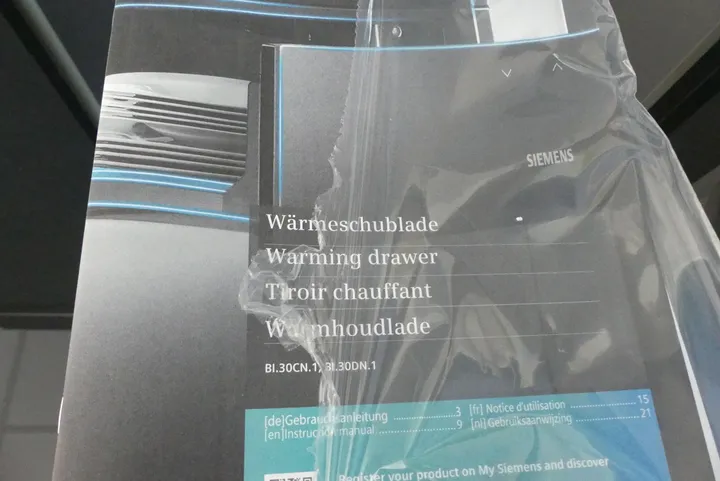 SIEMENS
Wärmeschublade
Warming drawer
Tiroir chauffant
Warmhoudlade
BI.30CN.1, BI.30DN.1
[de]Gebrauchsanleitung 3
[en]Instruction manual 9
[fr] Notice d'utilisation 15
[nl]Gebruiksaanwijzing 21
Register your product on My Siemens and discover